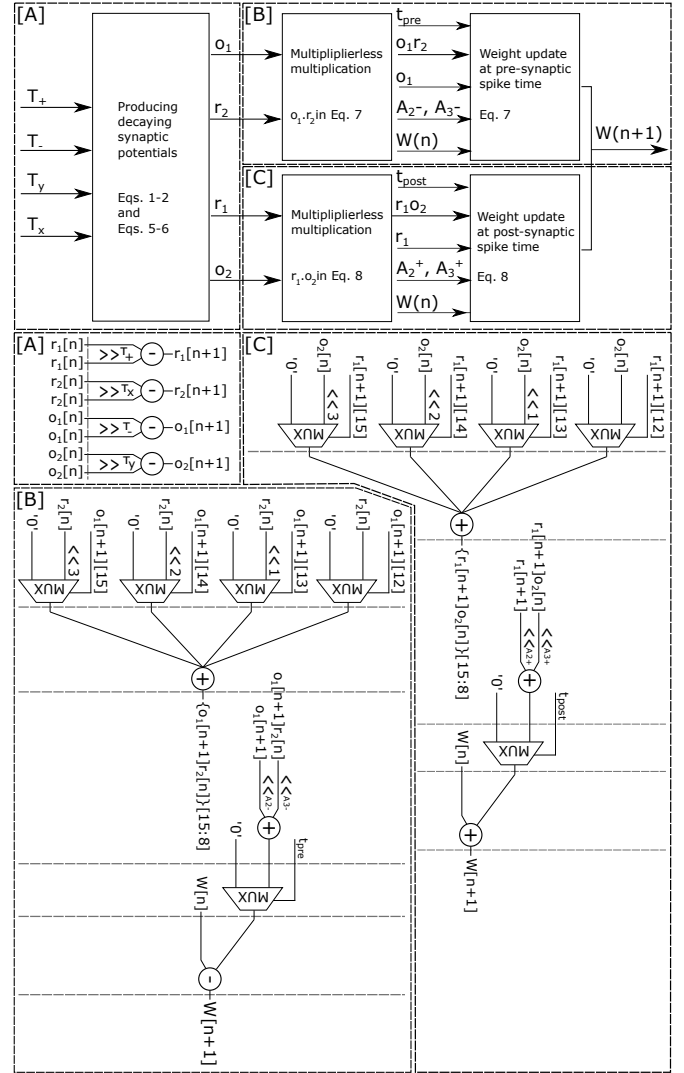 [A]
T+
T-
Ty
Tx
Producing
decaying
synaptic
potentials
Eqs. 1-2
and
Eqs. 5-6
o1
r2
r1
o2
[B]
Multipliplierless
multiplication
o1.r2in Eq. 7
tpre
o1r2
o1
A2-, A3-
W(n)
Weight update
at pre-synaptic
spike time
Eq. 7
W(n+1)
[C]
Multipliplierless
multiplication
r1.o2in Eq. 8
tpost
r1o2
r1
A2+, A3+
W(n)
Weight update
at post-synaptic
spike time
Eq. 8
[A]
r1[n]
r1[n]
>>T+
-
r1[n+1]
r2[n]
r2[n]
>>Tx
-
r2[n+1]
o1[n]
o1[n]
>>T-
-
o1[n+1]
o2[n]
o2[n]
>>Ty
-
o2[n+1]
[C]
'0'
o2[n]
<<3
r1[n+1][15]
MUX
'0'
o2[n]
<<2
r1[n+1][14]
MUX
'0'
o2[n]
<<1
r1[n+1][13]
MUX
'0'
o2[n]
r1[n+1][12]
MUX
+
{r1[n+1]o2[n]}[15:8]
r1[n+1]o2[n]
r1[n+1]
<<A3+
<<A2+
+
'0'
tpost
MUX
W[n]
+
W[n+1]
[B]
'0'
r2[n]
<<3
o1[n+1][15]
MUX
'0'
r2[n]
<<2
o1[n+1][14]
MUX
'0'
r2[n]
<<1
o1[n+1][13]
MUX
'0'
r2[n]
o1[n+1][12]
MUX
+
{o1[n+1]r2[n]}[15:8]
o1[n+1]r2[n]
o1[n+1]
<<A3-
<<A2-
+
'0'
tpre
MUX
W[n]
-
W[n+1]